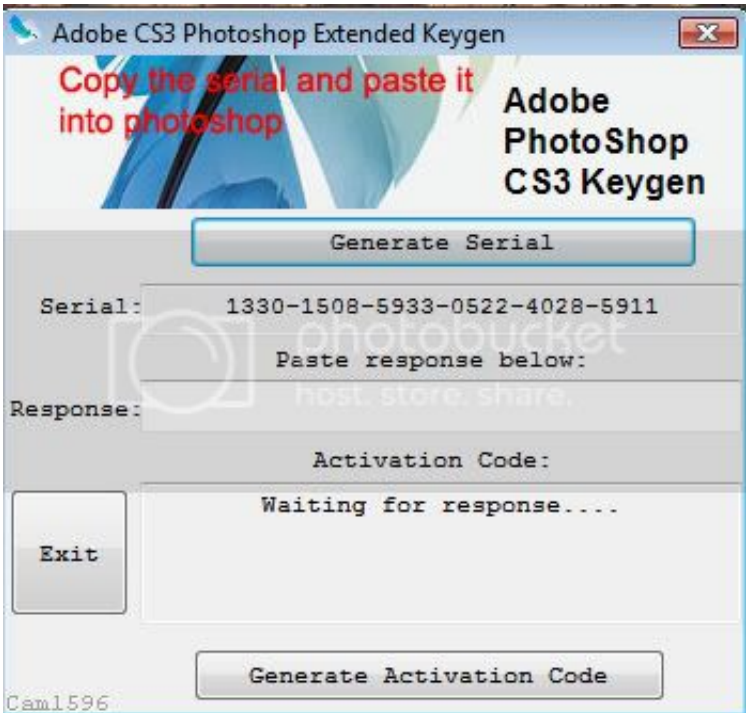 Adobe CS3 Photoshop Extended Keygen
Copy the serial and paste it
into photoshop
Adobe
PhotoShop
CS3 Keygen
Generate Serial
Serial:
1330-1508-5933-0522-4028-5911
photobucket
Paste response below:
host. store. share.
Response:
Activation Code:
Waiting for response....
Exit
Generate Activation Code
Cam1596